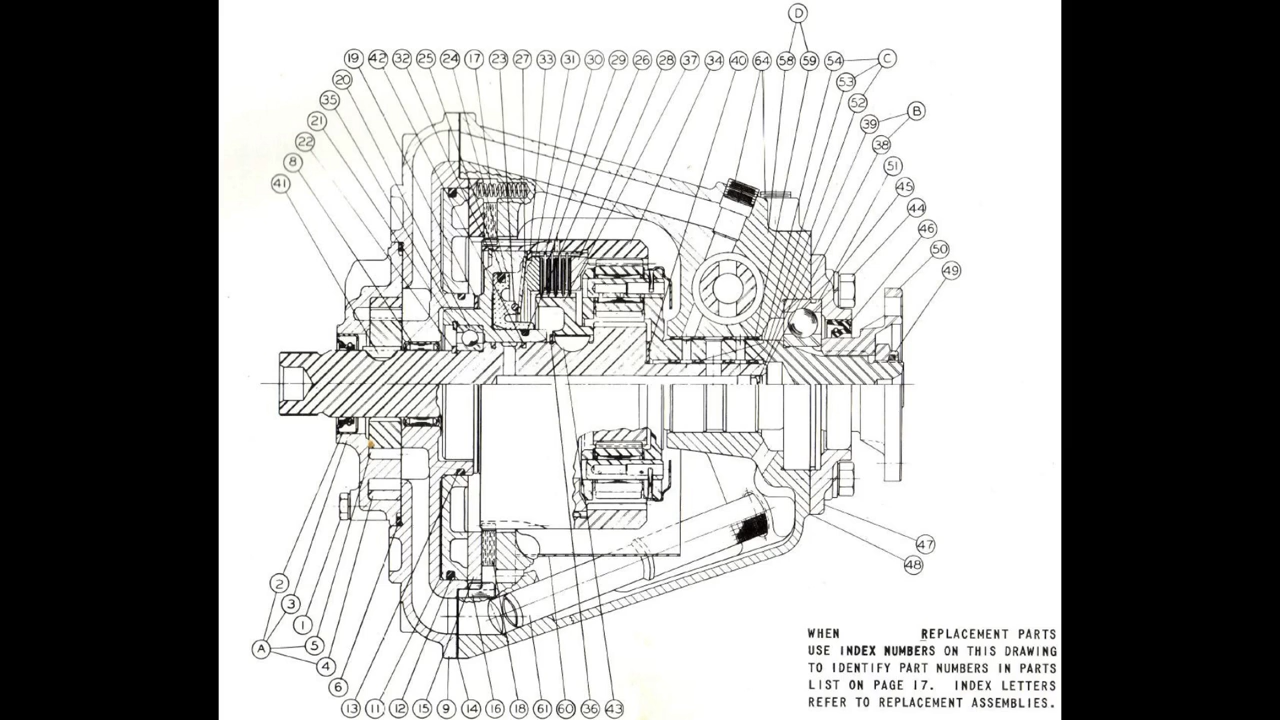 D
19 42 32 25 24 17 23 27 33 31 30 29 26 28 37 34 40 64 58 59 54 C
20 53
35 52
21 39 B
22 38
8 51
41 45
44
46
50
49
47
48
2
3
1
A 5
4
6
13 11 12 15 9 14 16 18 61 60 36 43
WHEN REPLACEMENT PARTS
USE INDEX NUMBERS ON THIS DRAWING
TO IDENTIFY PART NUMBERS IN PARTS
LIST ON PAGE 17. INDEX LETTERS
REFER TO REPLACEMENT ASSEMBLIES.